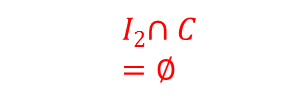 I₂∩ C
= ∅